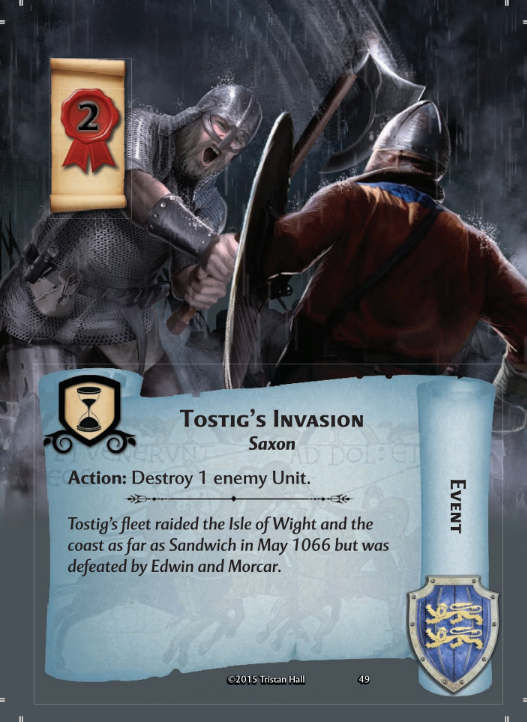 2
Tostig's Invasion
Saxon
Action: Destroy 1 enemy Unit.
Tostig's fleet raided the Isle of Wight and the
coast as far as Sandwich in May 1066 but was
defeated by Edwin and Morcar.
Event
©2015 Tristan Hall
49